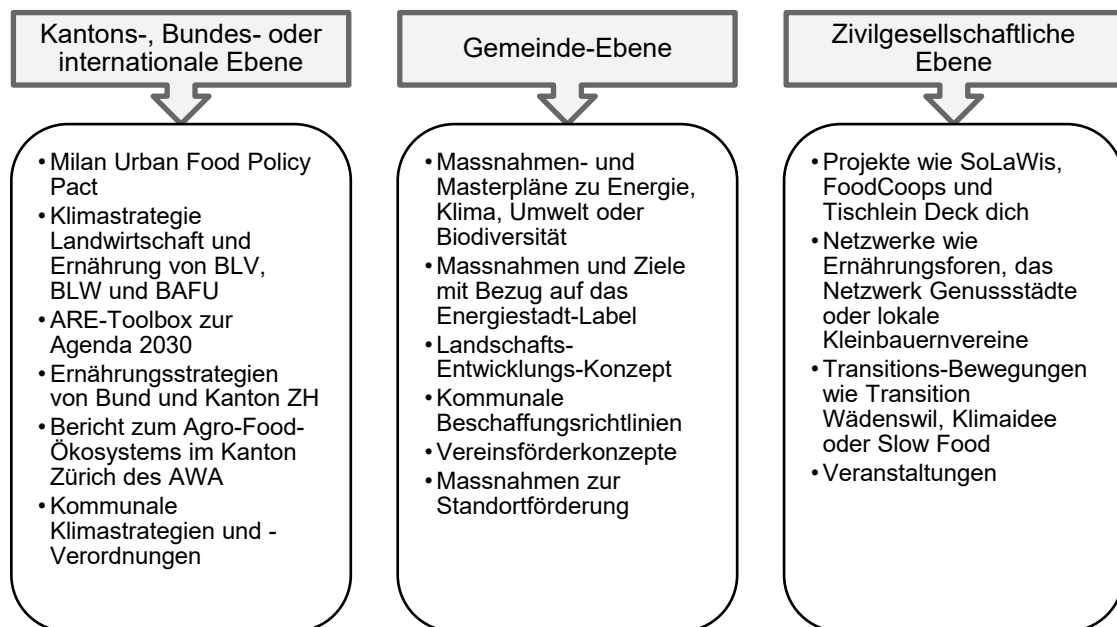 Kantons-, Bundes- oder
internationale Ebene
• Milan Urban Food Policy
Pact
• Klimastrategie
Landwirtschaft und
Ernährung von BLV,
BLW und BAFU
• ARE-Toolbox zur
Agenda 2030
• Ernährungsstrategien
von Bund und Kanton ZH
• Bericht zum Agro-Food-
Ökosystems im Kanton
Zürich des AWA
• Kommunale
Klimastrategien und -
Verordnungen
Gemeinde-Ebene
• Massnahmen- und
Masterpläne zu Energie,
Klima, Umwelt oder
Biodiversität
• Massnahmen und Ziele
mit Bezug auf das
Energiestadt-Label
• Landschafts-
Entwicklungs-Konzept
• Kommunale
Beschaffungsrichtlinien
• Vereinsförderkonzepte
• Massnahmen zur
Standortförderung
Zivilgesellschaftliche
Ebene
• Projekte wie SoLaWis,
FoodCoops und
Tischlein Deck dich
• Netzwerke wie
Ernährungsforen, das
Netzwerk Genussstädte
oder lokale
Kleinbauernvereine
• Transitions-Bewegungen
wie Transition
Wädenswil, Klimaidee
oder Slow Food
• Veranstaltungen